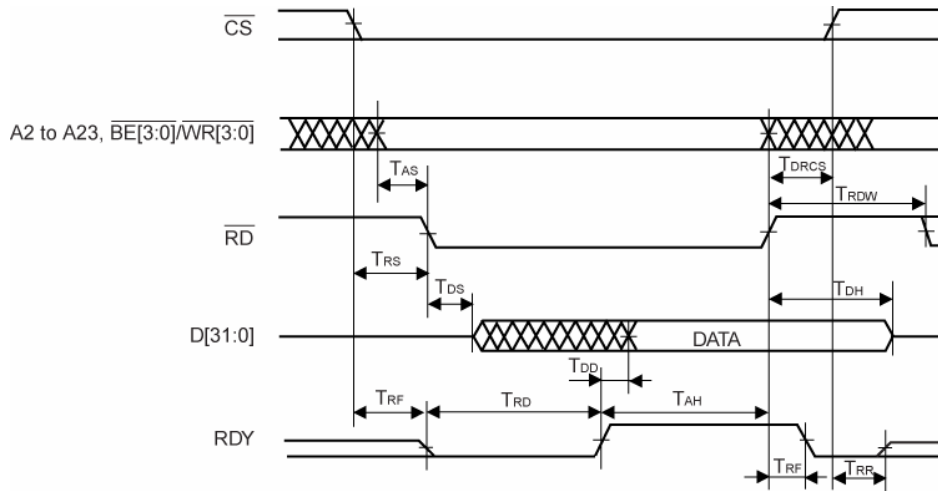 CS
A2 to A23, BE[3:0]/WR[3:0]
TAS
TDRCS
TRDW
RD
TRS
TDS
TDH
D[31:0]
DATA
TDD
TRF
TRD
TAH
RDY
TRF
TRR